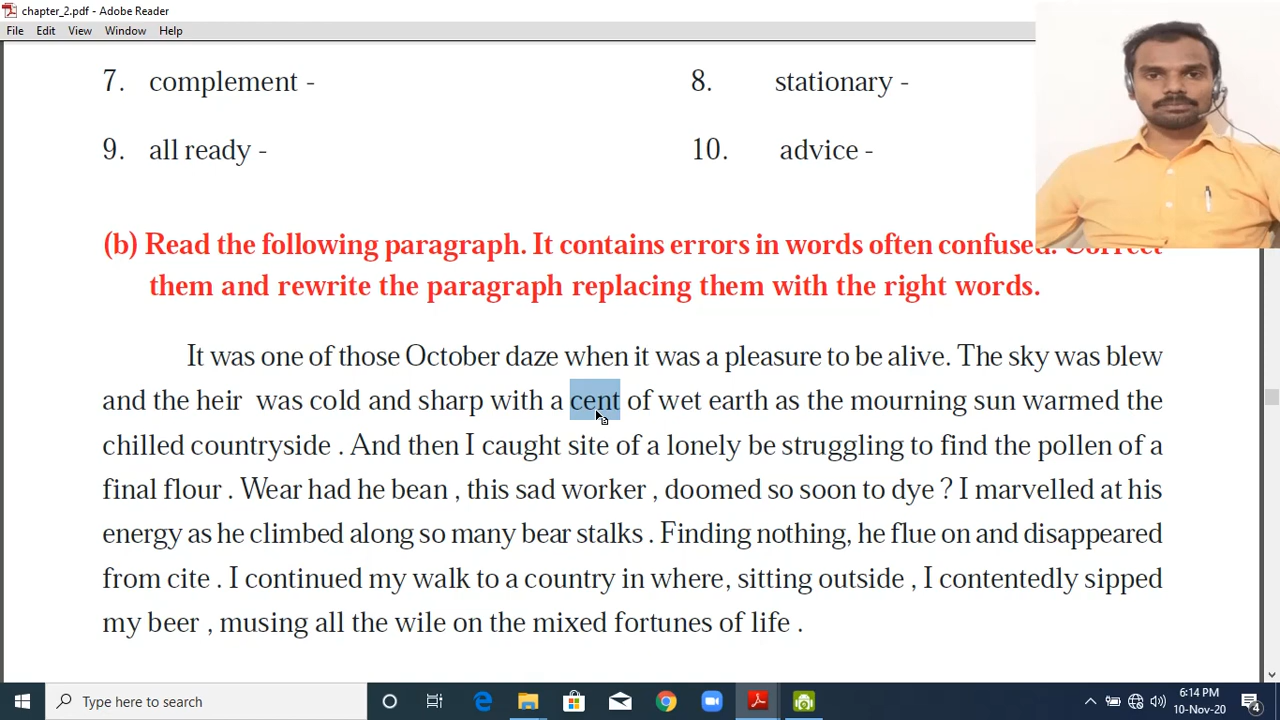 chapter_2.pdf - Adobe Reader
File Edit View Window Help
7. complement -
8. stationary -
9. all ready -
10. advice -
(b) Read the following paragraph. It contains errors in words often confused.
them and rewrite the paragraph replacing them with the right words.
It was one of those October daze when it was a pleasure to be alive. The sky was blew
and the heir was cold and sharp with a cent of wet earth as the mourning sun warmed the
chilled countryside . And then I caught site of a lonely be struggling to find the pollen of a
final flour . Wear had he bean , this sad worker , doomed so soon to dye ? I marvelled at his
energy as he climbed along so many bear stalks . Finding nothing, he flue on and disappeared
from cite . I continued my walk to a country in where, sitting outside , I contentedly sipped
my beer , musing all the wile on the mixed fortunes of life .
Type here to search
6:14 PM
10-Nov-20
4